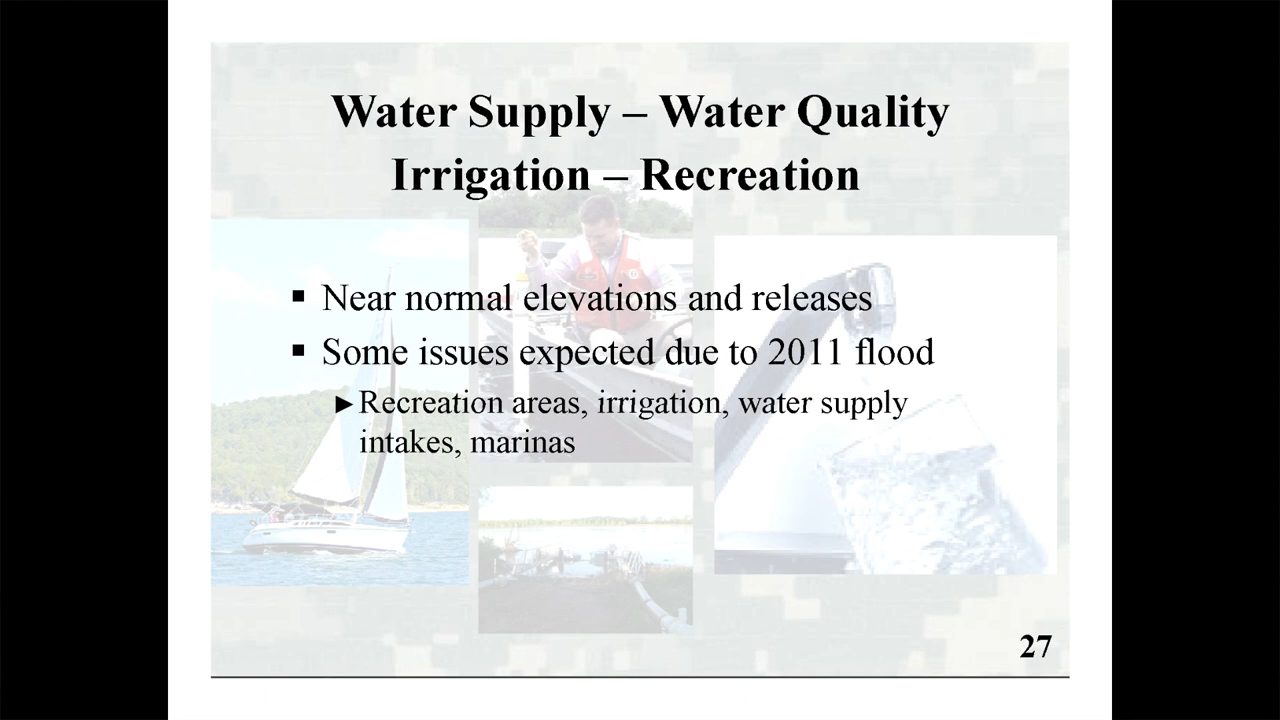 Water Supply – Water Quality
Irrigation – Recreation
▪ Near normal elevations and releases
▪ Some issues expected due to 2011 flood
►Recreation areas, irrigation, water supply
intakes, marinas
27